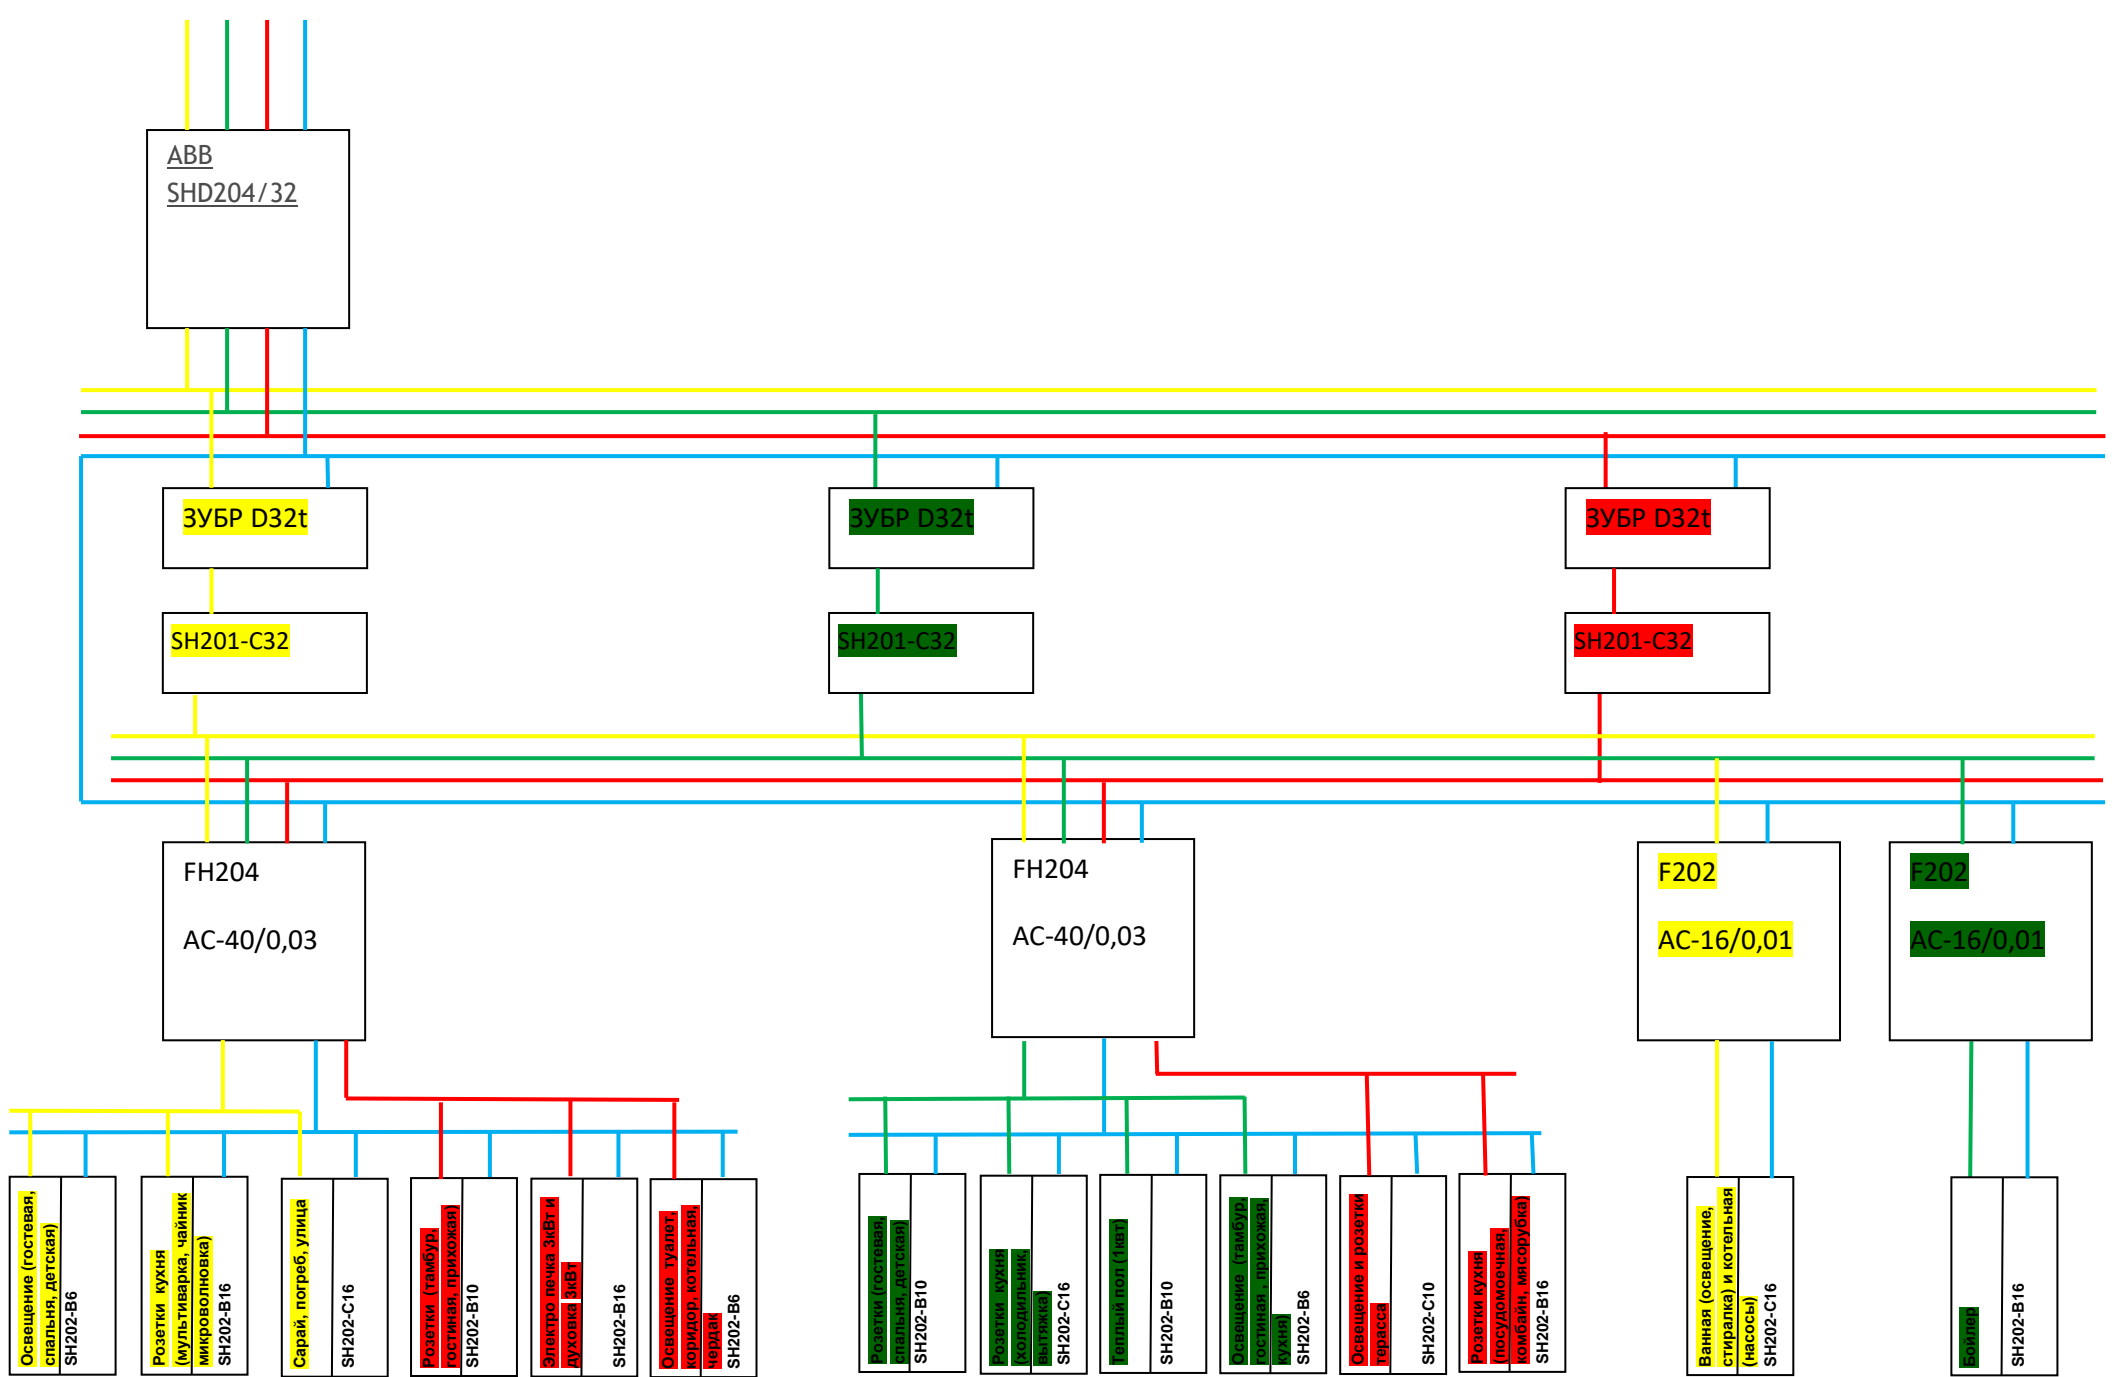 ABB
SHD204/32
ЗУБР D32t
ЗУБР D32t
ЗУБР D32t
SH201-C32
SH201-C32
SH201-C32
FH204
AC-40/0,03
FH204
AC-40/0,03
F202
AC-16/0,01
F202
AC-16/0,01
Освещение (гостевая,
спальня, детская)
SH202-B6
Розетки кухня
(мультиварка, чайник
микроволновка)
SH202-B16
Сарай, погреб, улица
SH202-C16
Розетки (тамбур,
гостиная, прихожая)
SH202-B10
Электро печка 3кВт и
духовка 3кВт
SH202-B16
Освещение туалет,
коридор, котельная,
чердак
SH202-B6
Розетки (гостевая,
спальня, детская)
SH202-B10
Розетки кухня
(холодильник,
вытяжка)
SH202-C16
Теплый пол (1квт)
SH202-B10
Освещение (тамбур,
гостиная , прихожая,
кухня)
SH202-B6
Освещение и розетки
терасса
SH202-C10
Розетки кухня
(посудомоечная,
комбайн, мясорубка)
SH202-B16
Ванная (освещение,
стиралка) и котельная
(насосы)
SH202-C16
Бойлер
SH202-B16